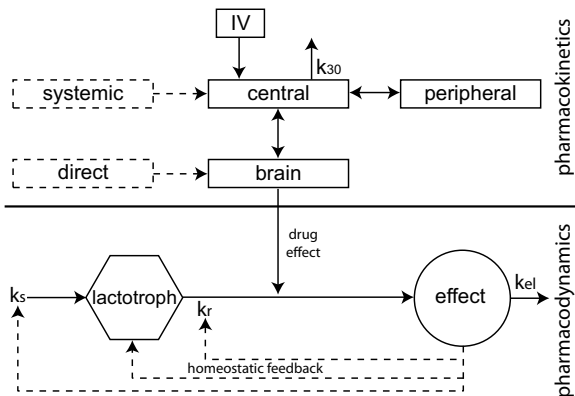 IV
k30
systemic
central
peripheral
direct
brain
pharmacokinetics
drug
effect
ks
lactotroph
kr
effect
kel
homeostatic feedback
pharmacodynamics